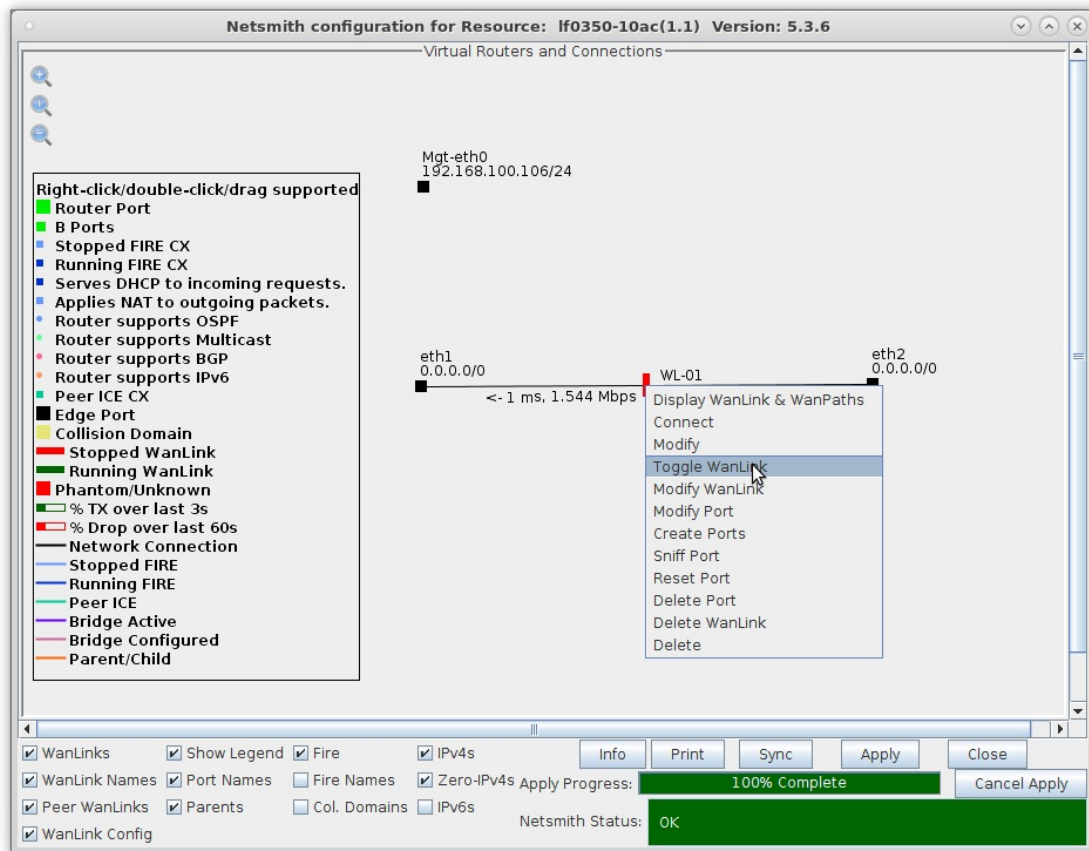 Netsmith configuration for Resource: lf0350-10ac(1.1) Version: 5.3.6
Virtual Routers and Connections
Mgt-eth0
192.168.100.106/24
Right-click/double-click/drag supported
Router Port
B Ports
Stopped FIRE CX
Running FIRE CX
Serves DHCP to incoming requests.
Applies NAT to outgoing packets.
Router supports OSPF
Router supports Multicast
Router supports BGP
Router supports IPv6
Peer ICE CX
Edge Port
Collision Domain
Stopped WanLink
Running WanLink
Phantom/Unknown
% TX over last 3s
% Drop over last 60s
Network Connection
Stopped FIRE
Running FIRE
Peer ICE
Bridge Active
Bridge Configured
Parent/Child
eth1
0.0.0.0/0
<- 1 ms, 1.544 Mbps
WL-01
eth2
0.0.0.0/0
Display WanLink & WanPaths
Connect
Modify
Toggle WanLink
Modify WanLink
Modify Port
Create Ports
Sniff Port
Reset Port
Delete Port
Delete WanLink
Delete
WanLinks Show Legend Fire IPv4s Info Print Sync Apply Close
WanLink Names Port Names Fire Names Zero-IPv4s Apply Progress: 100% Complete Cancel Apply
Peer WanLinks Parents Col. Domains IPv6s Netsmith Status: OK
WanLink Config